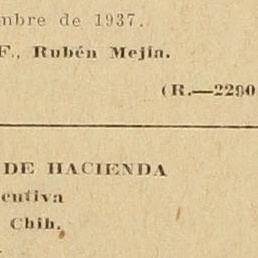 mbre de 1937.
F., Rubén Mejía.
(R.—2290
DE HACIENDA
cutiva
Chih.